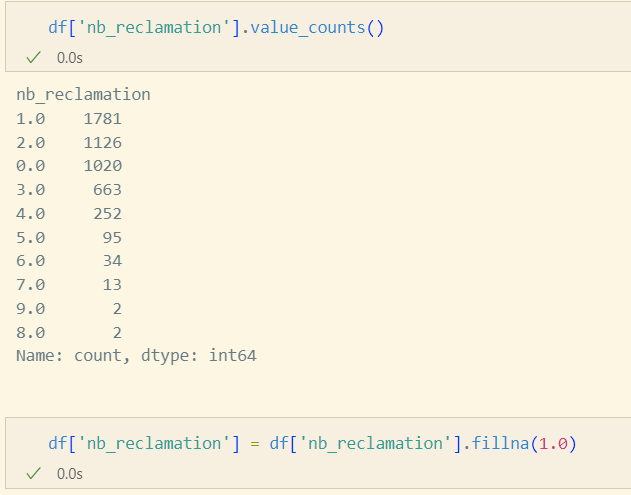 df['nb_reclamation'].value_counts()
✓ 0.0s
nb_reclamation
1.0 1781
2.0 1126
0.0 1020
3.0 663
4.0 252
5.0 95
6.0 34
7.0 13
9.0 2
8.0 2
Name: count, dtype: int64
df['nb_reclamation'] = df['nb_reclamation'].fillna(1.0)
✓ 0.0s